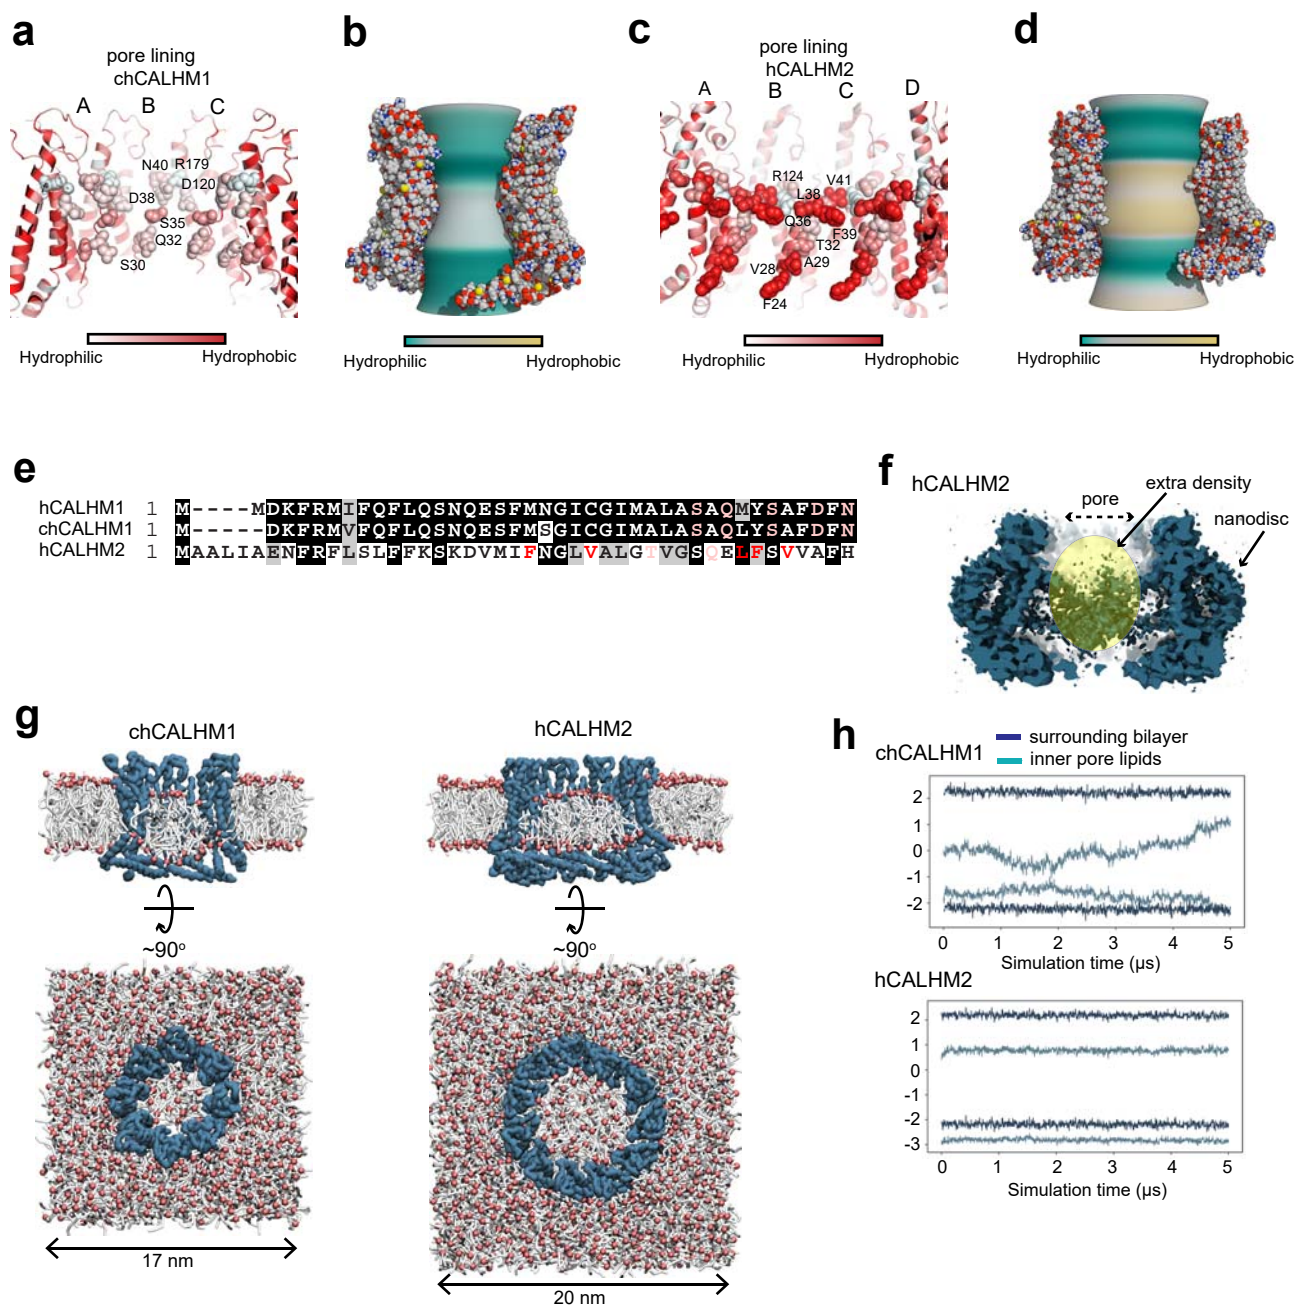 a
pore lining
chCALHM1
A B C
N40 R179
D120
D38
S35
Q32
S30
Hydrophilic Hydrophobic
b
Hydrophilic Hydrophobic
c
pore lining
hCALHM2
A B C D
R124 V41
L38
Q36
F39
T32
V28 A29
F24
Hydrophilic Hydrophobic
d
Hydrophilic Hydrophobic
e
hCALHM1 1 M----MDKFRMIFQFLQSNQESFMNGICGIMALASAQMYSAFDFN
chCALHM1 1 M-----DKFRMVFQFLQSNQESFMSGICGIMALASAQLYSAFDFN
hCALHM2 1 MAALIAENFRFLSLFFKSKDVMIFNGLVALGTVGSQELFSVVAFH
f
hCALHM2
extra density
pore
nanodisc
g
chCALHM1
~90°
17 nm
hCALHM2
~90°
20 nm
h
chCALHM1
surrounding bilayer
inner pore lipids
2
1
0
-1
-2
0 1 2 3 4 5
Simulation time (µs)
hCALHM2
2
1
0
-1
-2
-3
0 1 2 3 4 5
Simulation time (µs)